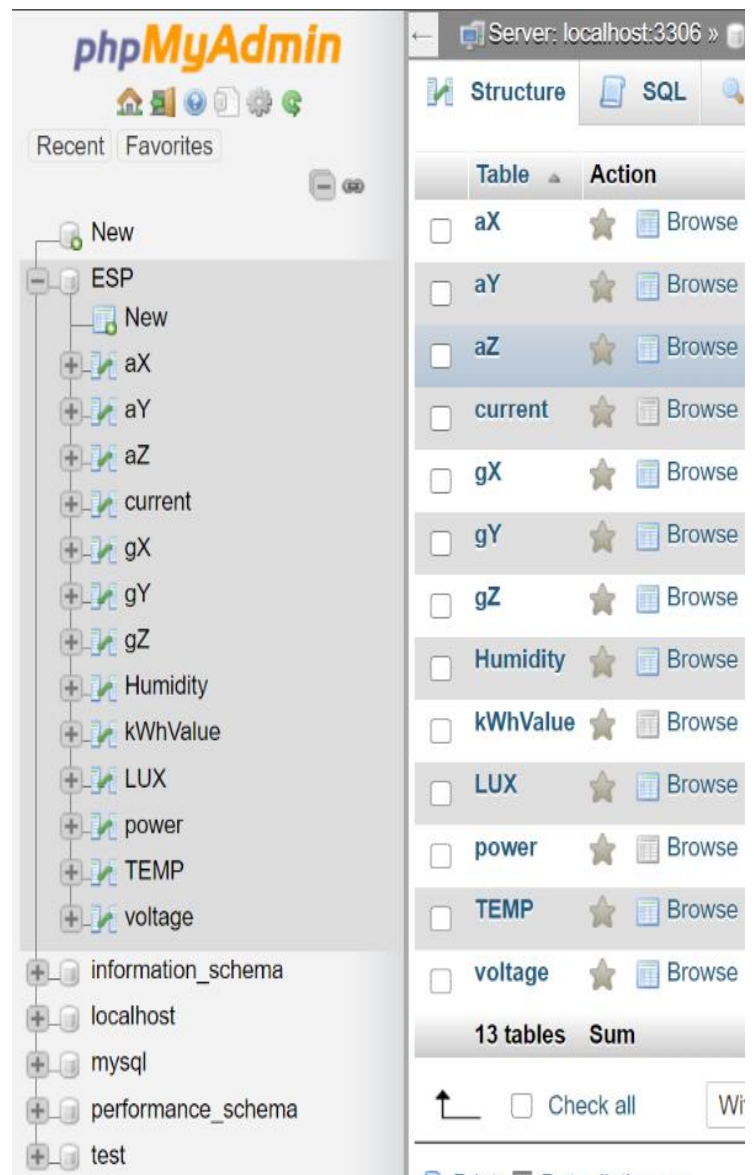 phpMyAdmin
Recent Favorites
New
ESP
New
aX
aY
aZ
current
gX
gY
gZ
Humidity
kWhValue
LUX
power
TEMP
voltage
information_schema
localhost
mysql
performance_schema
test
← Server: localhost:3306 »
Structure SQL
Table Action
aX Browse
aY Browse
aZ Browse
current Browse
gX Browse
gY Browse
gZ Browse
Humidity Browse
kWhValue Browse
LUX Browse
power Browse
TEMP Browse
voltage Browse
13 tables Sum
Check all